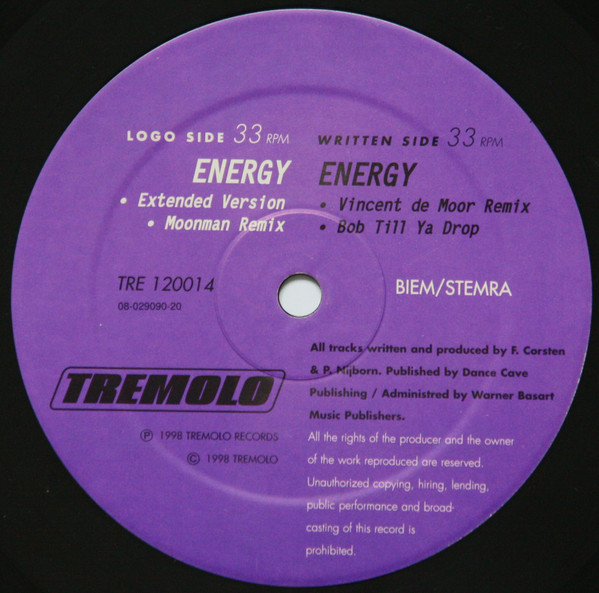 LOGO SIDE 33 RPM
ENERGY
• Extended Version
• Moonman Remix
WRITTEN SIDE 33 RPM
ENERGY
• Vincent de Moor Remix
• Bob Till Ya Drop
TRE 120014
08-029090-20
BIEM/STEMRA
TREMOLO
℗ 1998 TREMOLO RECORDS
© 1998 TREMOLO
All tracks written and produced by F. Corsten
& P. Nijborn. Published by Dance Cave
Publishing / Administred by Warner Basart
Music Publishers.
All the rights of the producer and the owner
of the work reproduced are reserved.
Unauthorized copying, hiring, lending,
public performance and broad-
casting of this record is
prohibited.